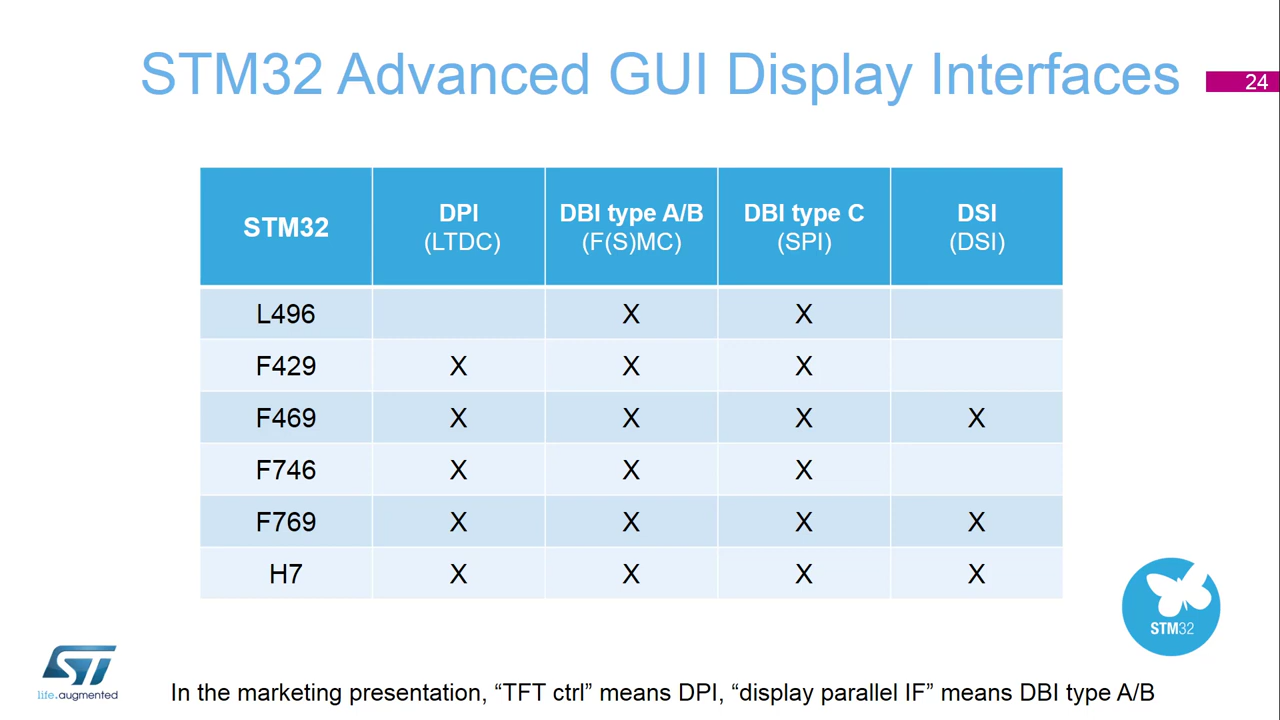 STM32 Advanced GUI Display Interfaces
24
STM32 DPI (LTDC) DBI type A/B (F(S)MC) DBI type C (SPI) DSI (DSI)
L496 X X
F429 X X X
F469 X X X X
F746 X X X
F769 X X X X
H7 X X X X
STM32
ST
life.augmented
In the marketing presentation, “TFT ctrl” means DPI, “display parallel IF” means DBI type A/B